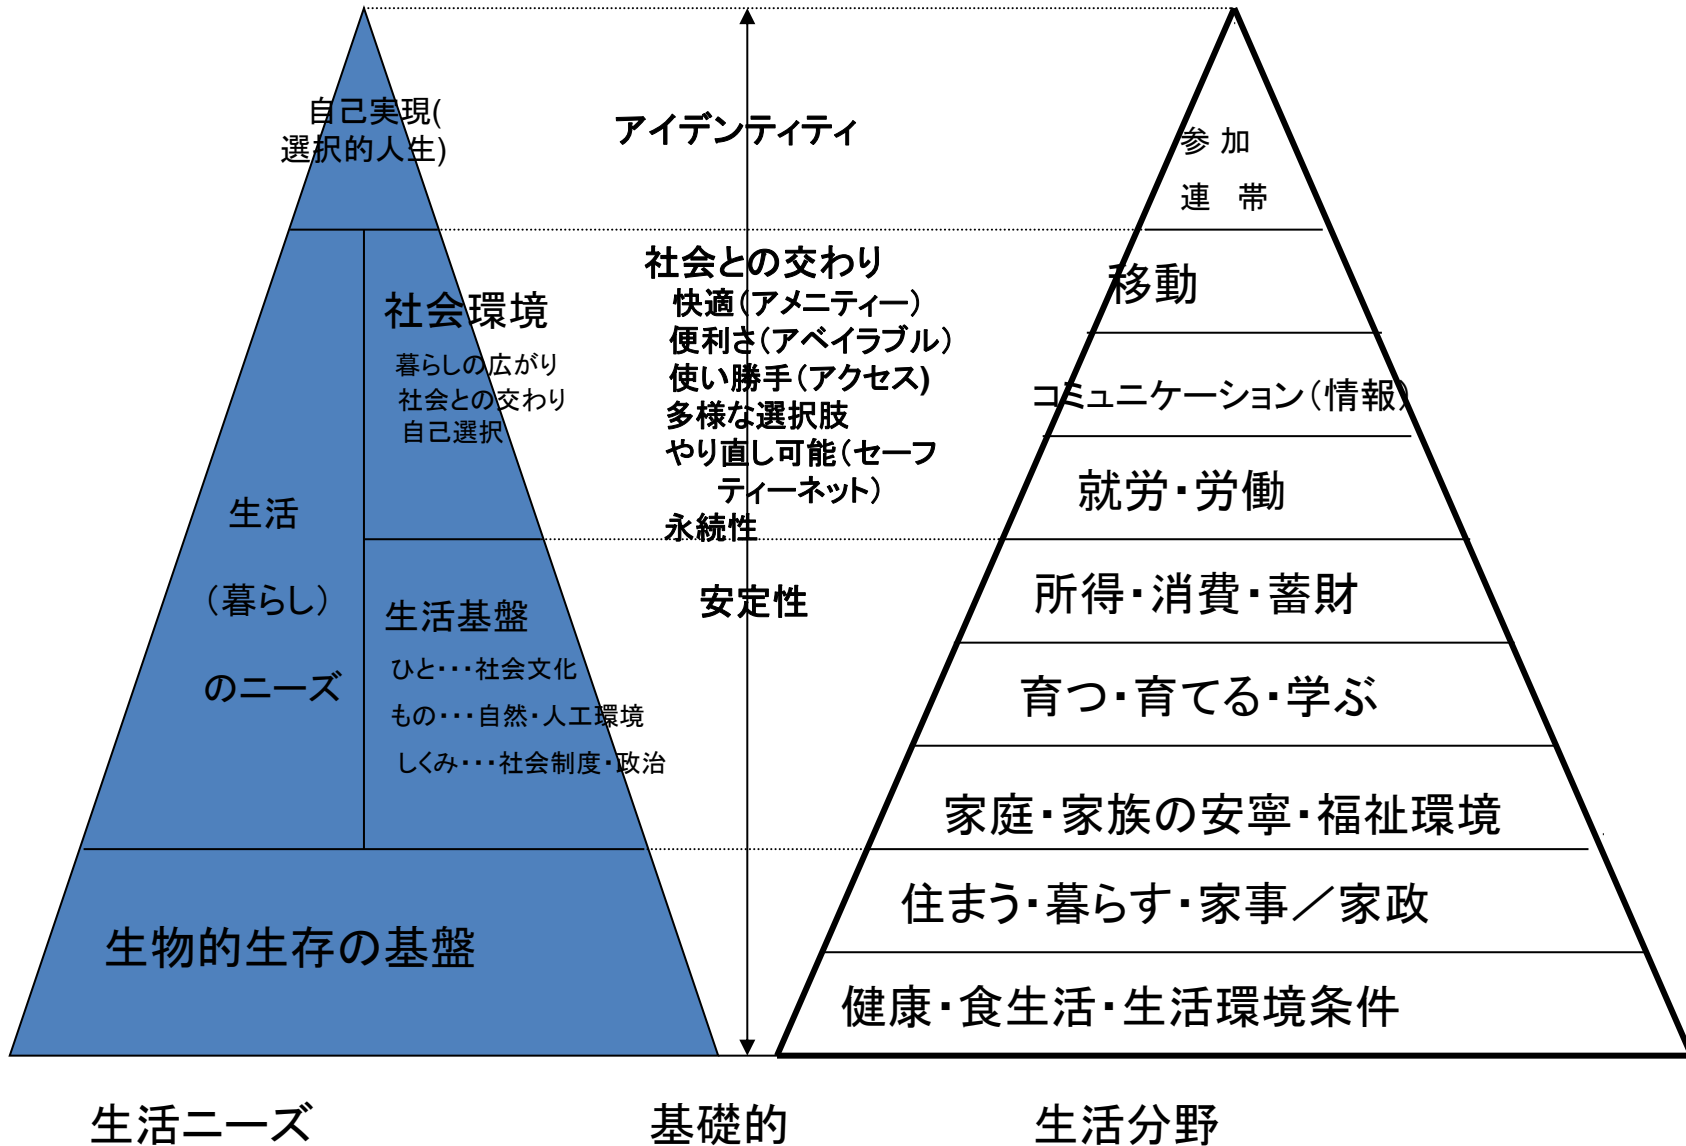 自己実現(
選択的人生)
社会環境
暮らしの広がり
社会との交わり
自己選択
生活
（暮らし）
のニーズ
生活基盤
ひと・・・社会文化
もの・・・自然・人工環境
しくみ・・・社会制度・政治
生物的生存の基盤
生活ニーズ
アイデンティティ
社会との交わり
快適（アメニティー）
便利さ（アベイラブル）
使い勝手（アクセス)
多様な選択肢
やり直し可能（セーフ
ティーネット）
永続性
安定性
基礎的
参 加
連　帯
移動
コミュニケーション（情報）
就労・労働
所得・消費・蓄財
育つ・育てる・学ぶ
家庭・家族の安寧・福祉環境
住まう・暮らす・家事／家政
健康・食生活・生活環境条件
生活分野